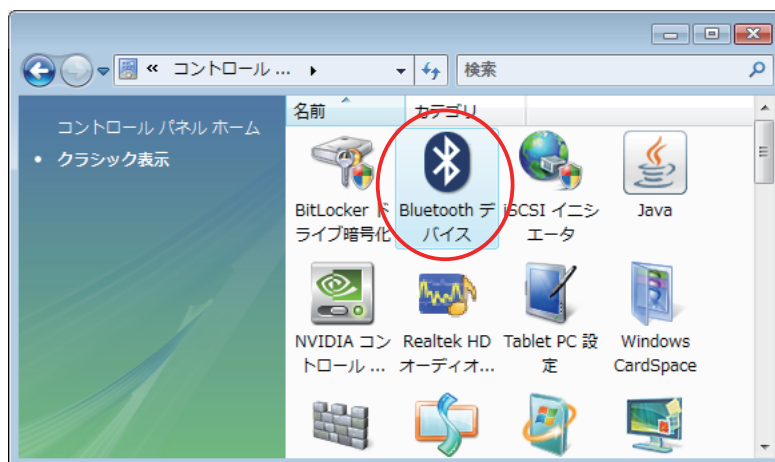 « コントロール ...
検索
コントロール パネル ホーム
• クラシック表示
名前 カテゴリ
BitLocker ド
ライブ暗号化
Bluetooth デ
バイス
iSCSI イニシ
エータ
Java
NVIDIA コン
トロール ...
Realtek HD
オーディオ...
Tablet PC 設
定
Windows
CardSpace